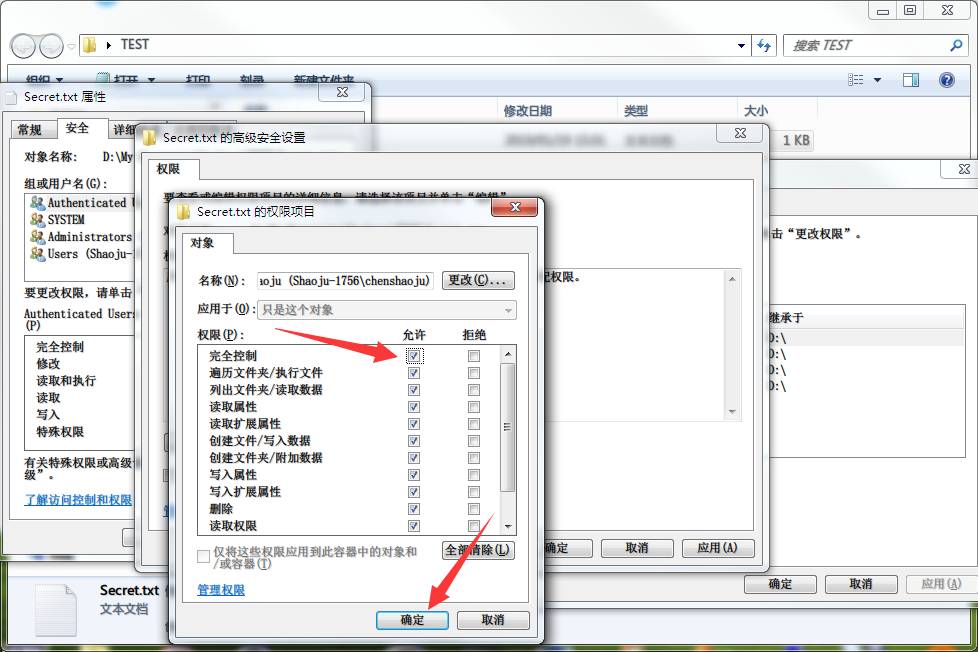 TEST
搜索 TEST
组织
打开
打印
刻录
新建文件夹
修改日期
类型
大小
1 KB
Secret.txt 属性
常规
安全
详细
对象名称: D:\My
组或用户名(G):
Authenticated U
SYSTEM
Administrators
Users (Shaoju-1
要更改权限，请单击
Authenticated Users
(P)
完全控制
修改
读取和执行
读取
写入
特殊权限
有关特殊权限或高级
级”。
了解访问控制和权限
Secret.txt 的高级安全设置
权限
要查看或编辑权限项目的详细信息，请选择该项目并单击“编辑”
权限。
确定
取消
应用(A)
Secret.txt 的权限项目
对象
名称(N): aoju (Shaoju-1756\chenshaoju)
更改(C)...
应用于(O): 只是这个对象
权限(P): 允许 拒绝
完全控制
遍历文件夹/执行文件
列出文件夹/读取数据
读取属性
读取扩展属性
创建文件/写入数据
创建文件夹/附加数据
写入属性
写入扩展属性
删除
读取权限
仅将这些权限应用到此容器中的对象和
/或容器(T)
全部清除(L)
管理权限
确定
取消
击“更改权限”。
继承于
D:\
D:\
D:\
D:\
确定
取消
应用(A)
Secret.txt
文本文档